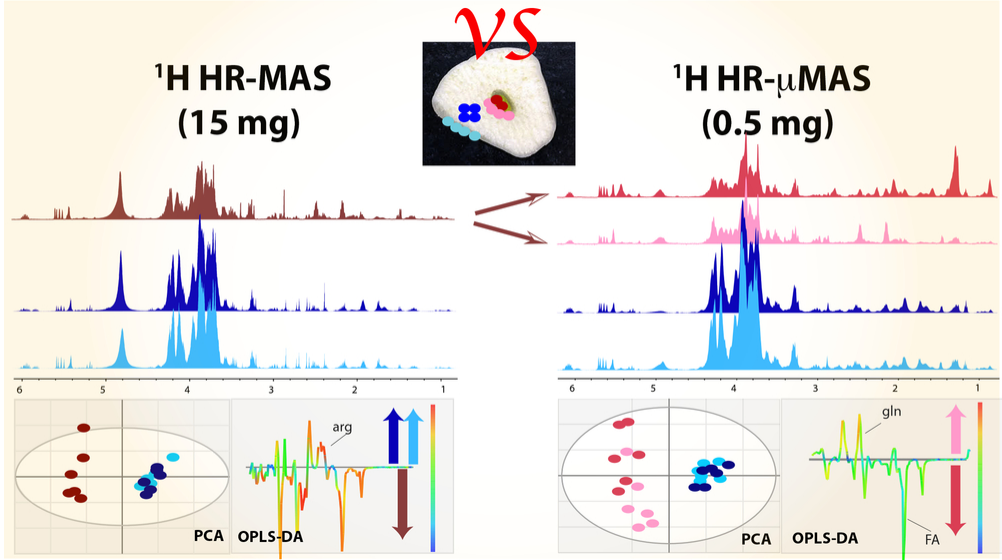 VS
¹H HR-MAS
(15 mg)
¹H HR-μMAS
(0.5 mg)
6 5 4 3 2 1
6 5 4 3 2 1
arg
PCA
OPLS-DA
gln
FA
PCA
OPLS-DA